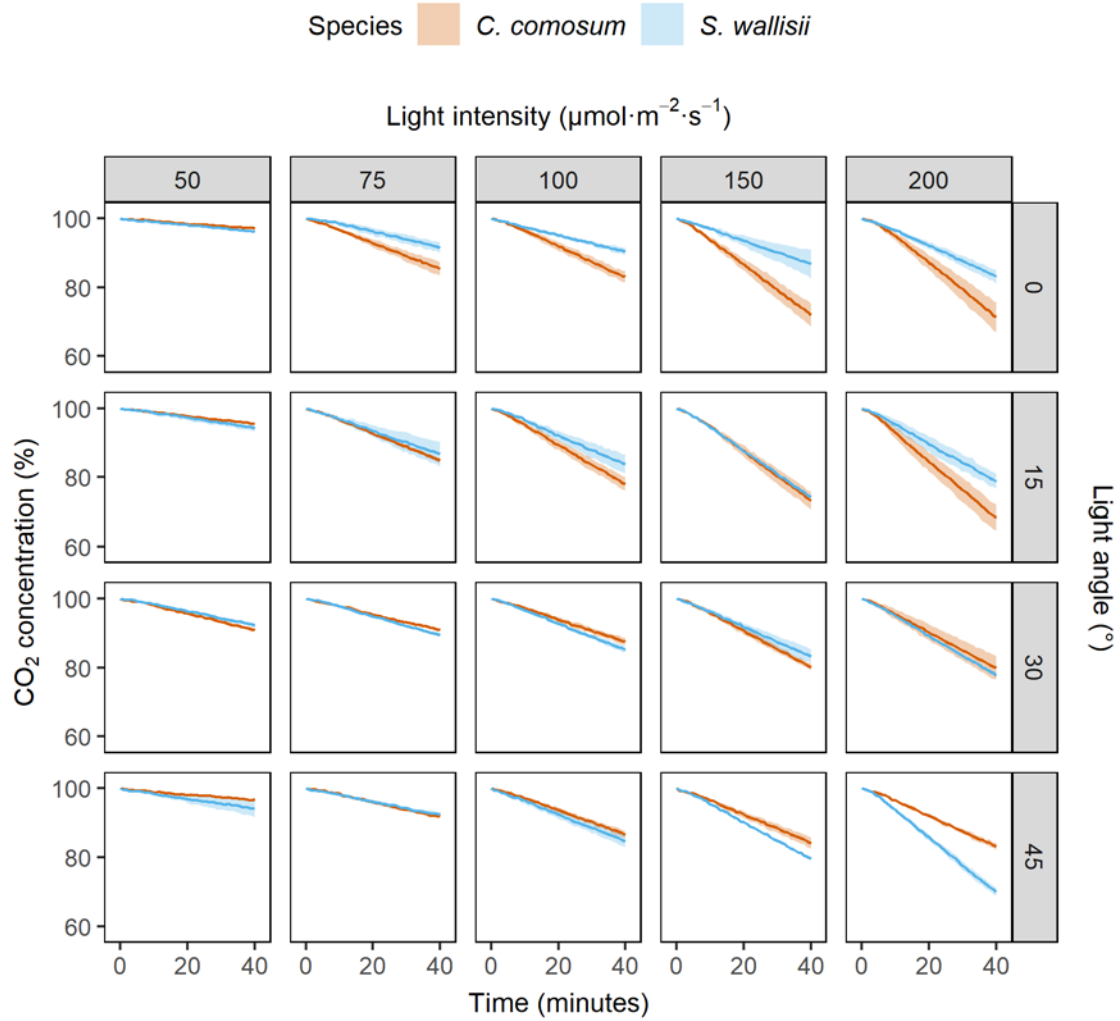 Species C. comosum S. wallisii
Light intensity (µmol·m⁻²·s⁻¹)
50 75 100 150 200
100
80
60
0
100
80
60
15
100
80
60
30
100
80
60
45
CO₂ concentration (%)
Light angle (°)
0 20 40 0 20 40 0 20 40 0 20 40 0 20 40
Time (minutes)